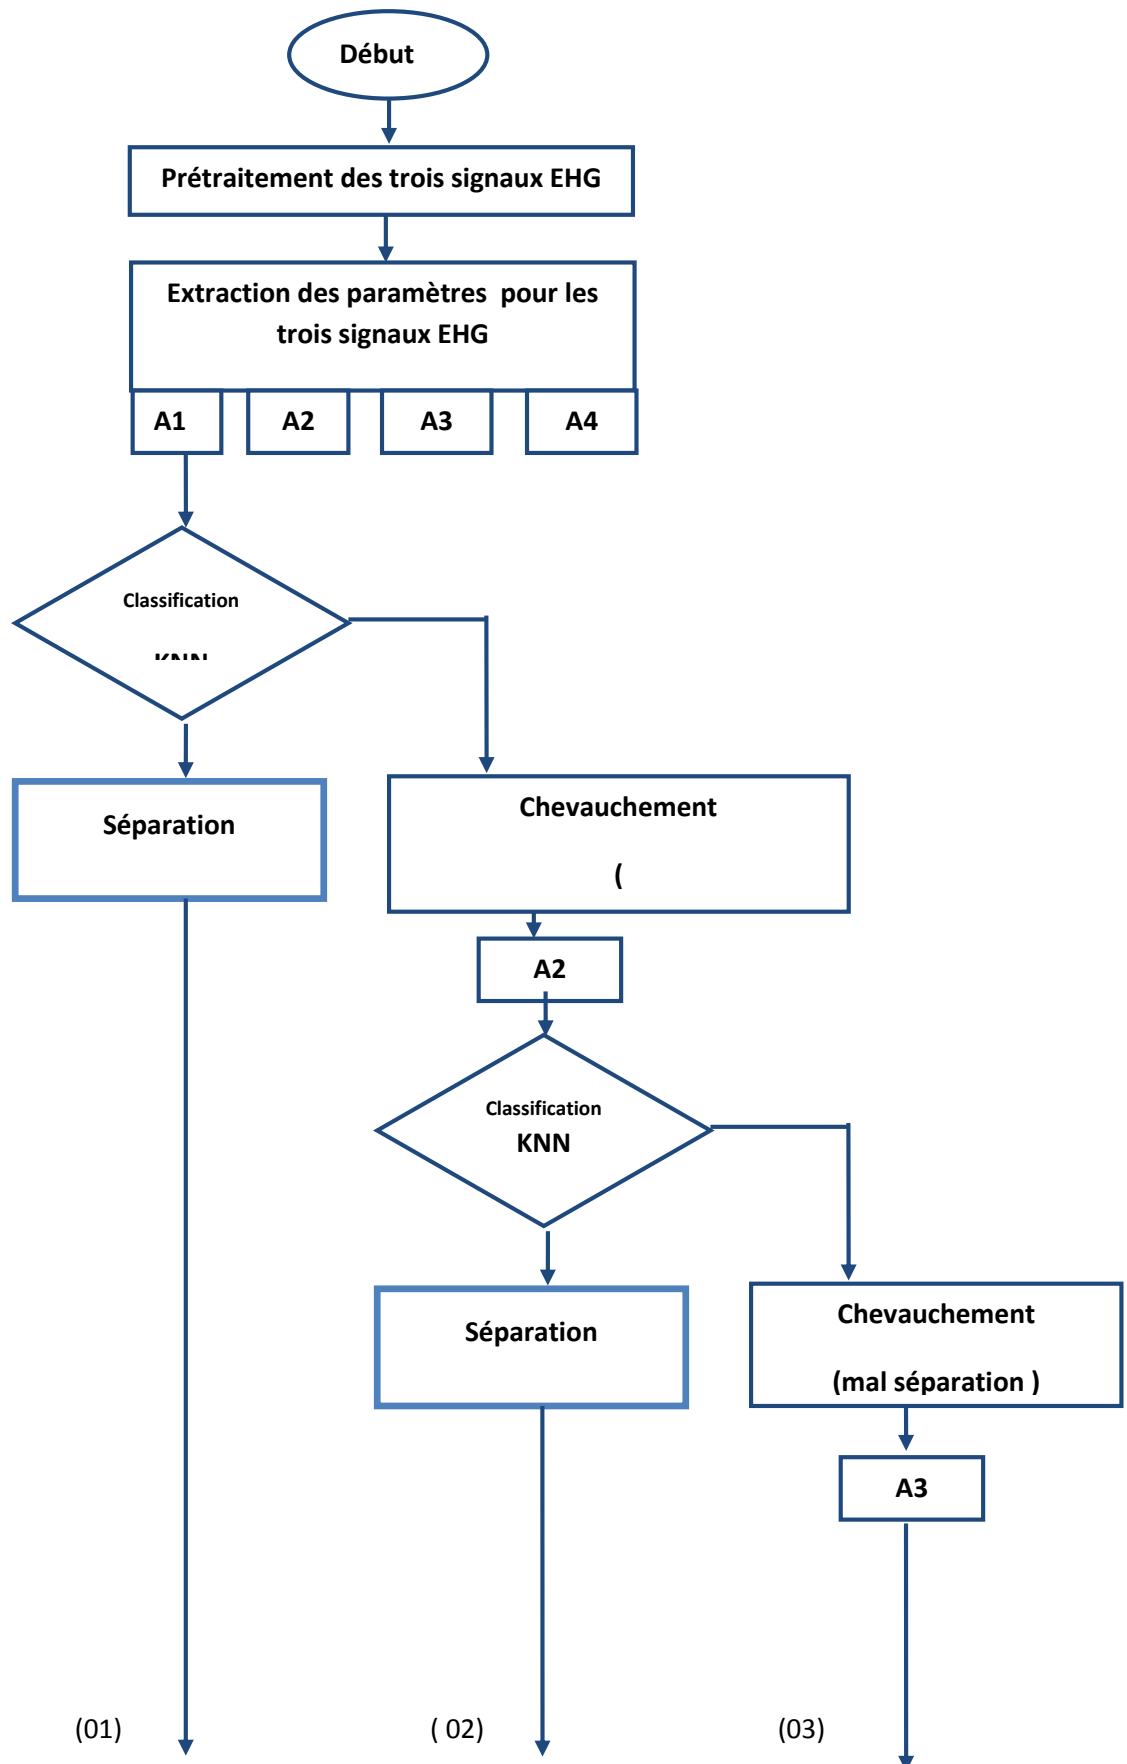 Début
Prétraitement des trois signaux EHG
Extraction des paramètres pour les
trois signaux EHG
A1 A2 A3 A4
Classification
KNN
Séparation
Chevauchement
(
A2
Classification
KNN
Séparation
Chevauchement
(mal séparation )
A3
(01) ( 02) (03)